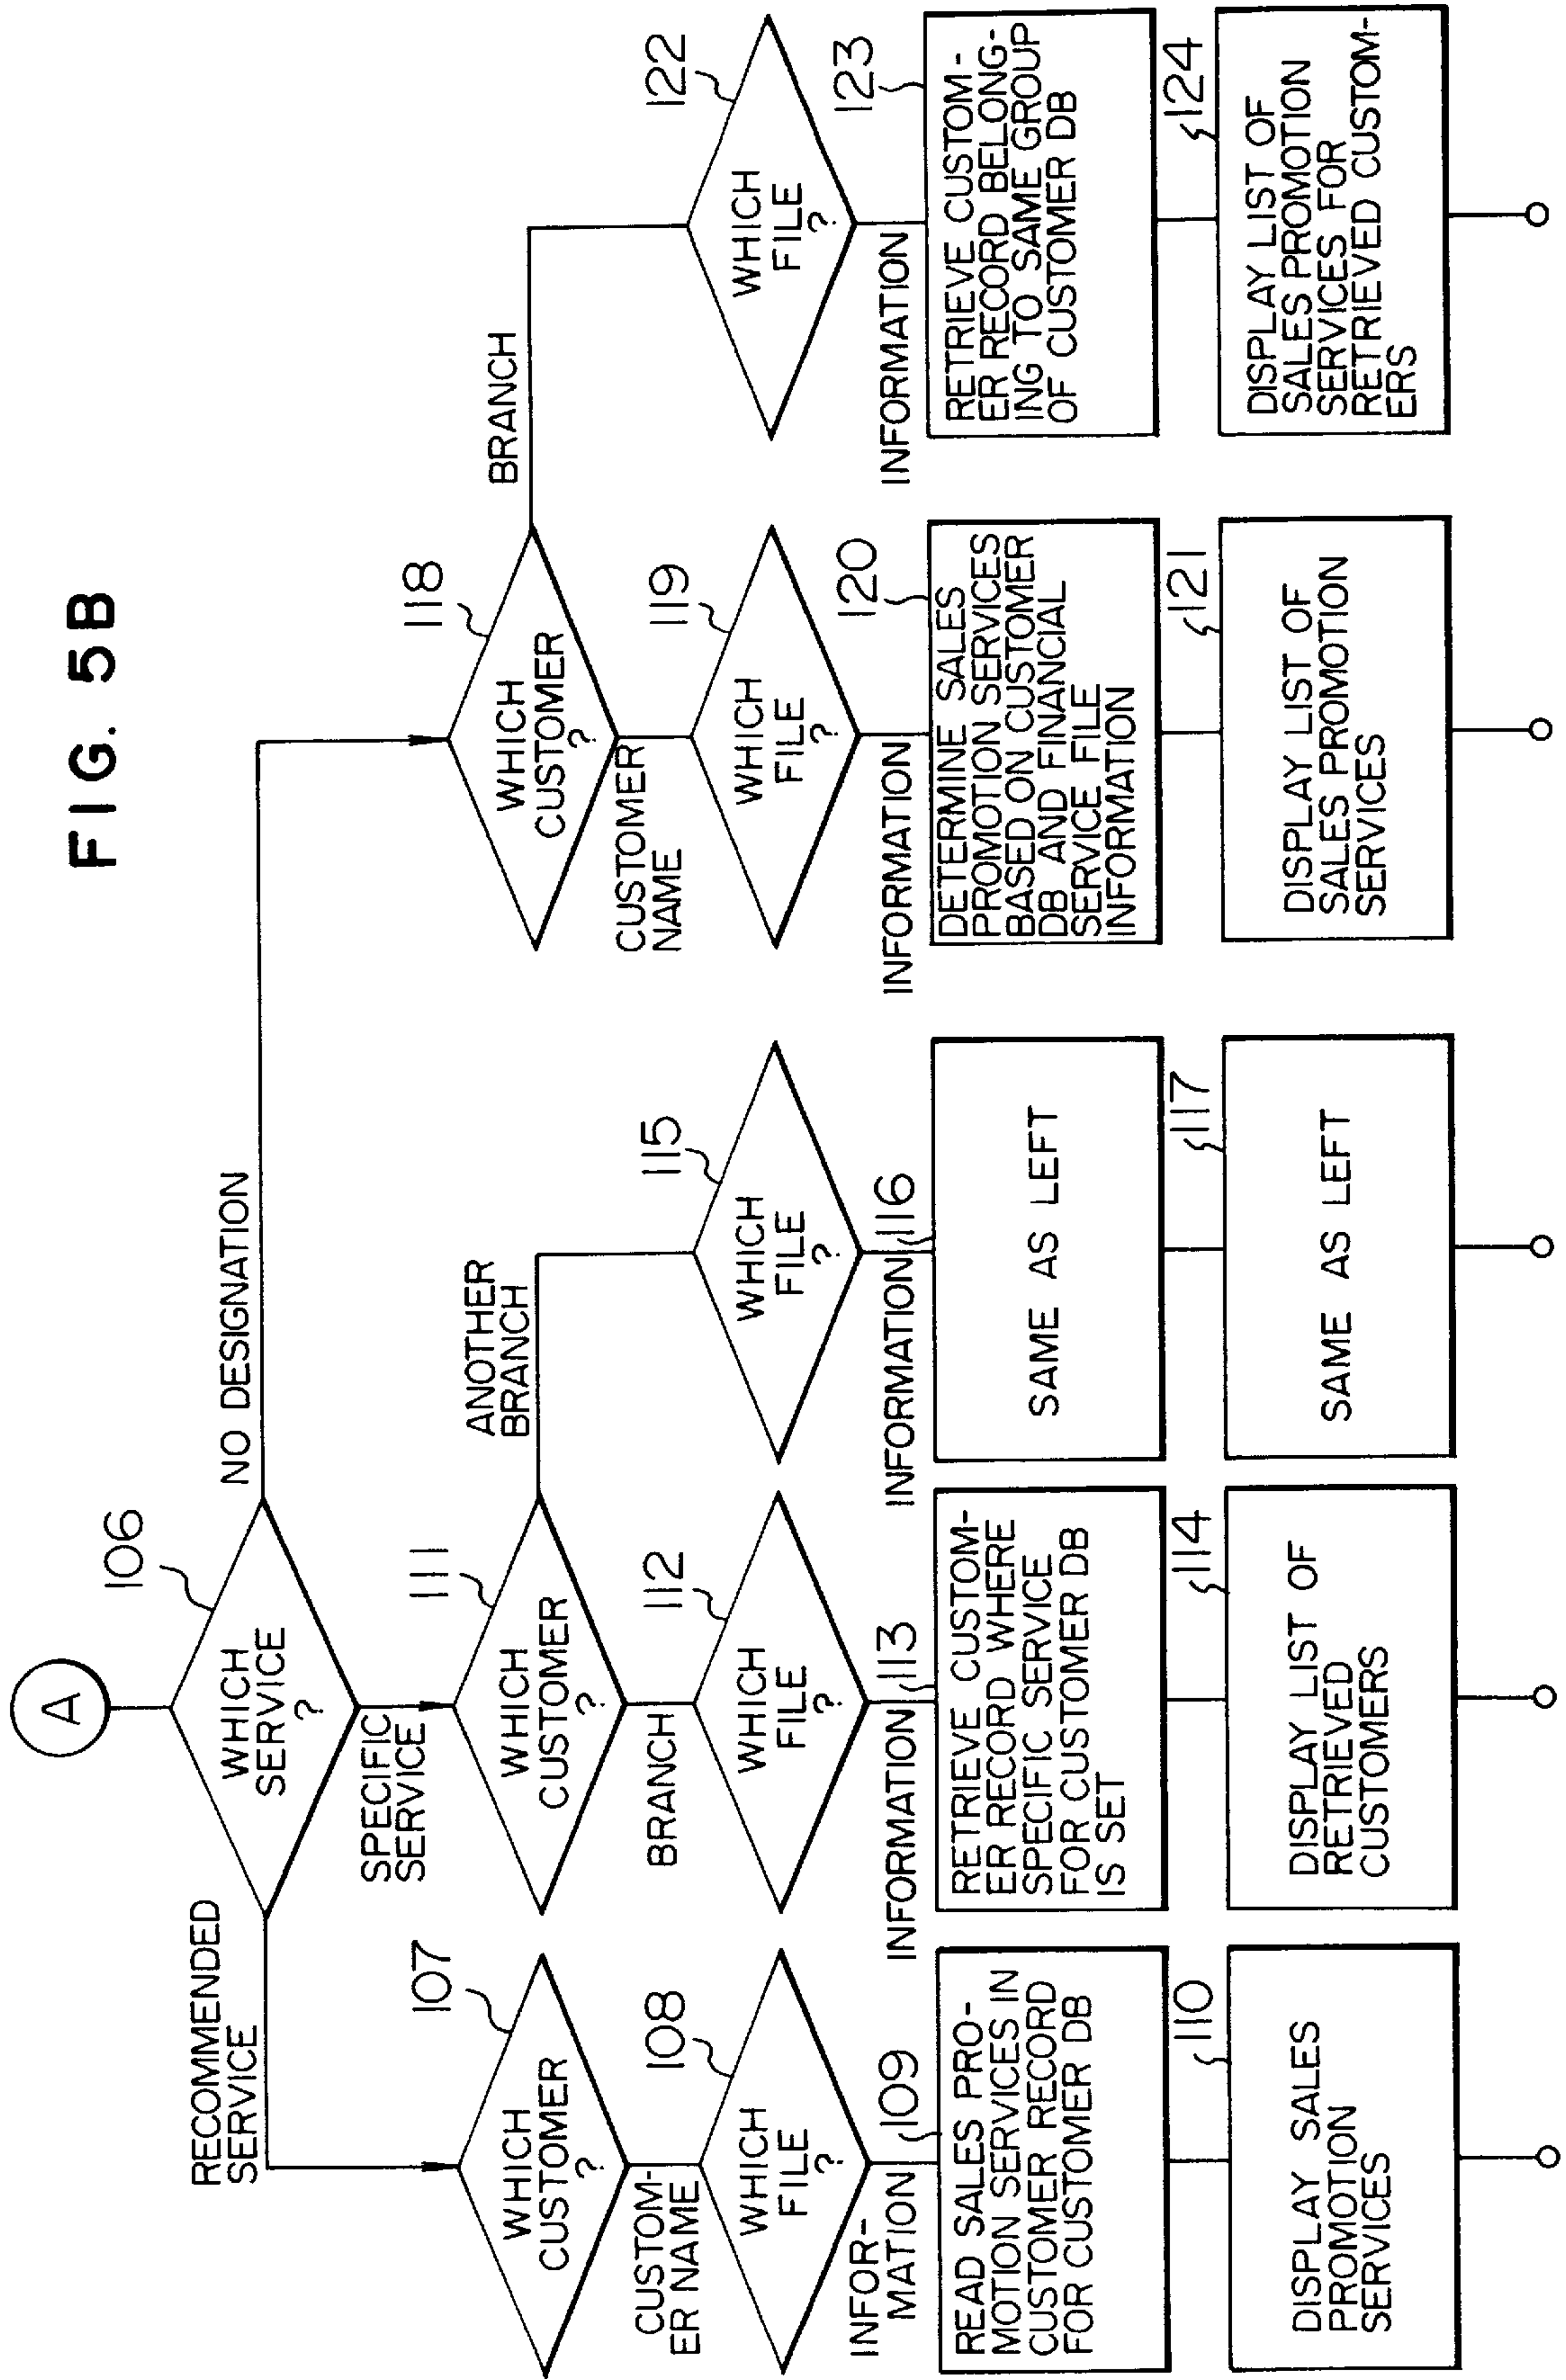 FIG. 5B
A
106
WHICH
SERVICE
?
RECOMMENDED
SERVICE
SPECIFIC
SERVICE
NO DESIGNATION
107
WHICH
CUSTOMER
?
CUSTOM-
ER NAME
108
WHICH
FILE
?
INFOR-
MATION
109
READ SALES PRO-
MOTION SERVICES IN
CUSTOMER RECORD
FOR CUSTOMER DB
110
DISPLAY SALES
PROMOTION
SERVICES
111
WHICH
CUSTOMER
?
BRANCH
ANOTHER
BRANCH
112
WHICH
FILE
?
INFORMATION
113
RETRIEVE CUSTOM-
ER RECORD WHERE
SPECIFIC SERVICE
FOR CUSTOMER DB
IS SET
114
DISPLAY LIST OF
RETRIEVED
CUSTOMERS
115
WHICH
FILE
?
INFORMATION
116
SAME AS LEFT
117
SAME AS LEFT
118
WHICH
CUSTOMER
?
CUSTOMER
NAME
BRANCH
119
WHICH
FILE
?
INFORMATION
120
DETERMINE SALES
PROMOTION SERVICES
BASED ON CUSTOMER
DB AND FINANCIAL
SERVICE FILE
INFORMATION
121
DISPLAY LIST OF
SALES PROMOTION
SERVICES
122
WHICH
FILE
?
INFORMATION
123
RETRIEVE CUSTOM-
ER RECORD BELONG-
ING TO SAME GROUP
OF CUSTOMER DB
124
DISPLAY LIST OF
SALES PROMOTION
SERVICES FOR
RETRIEVED CUSTOM-
ERS